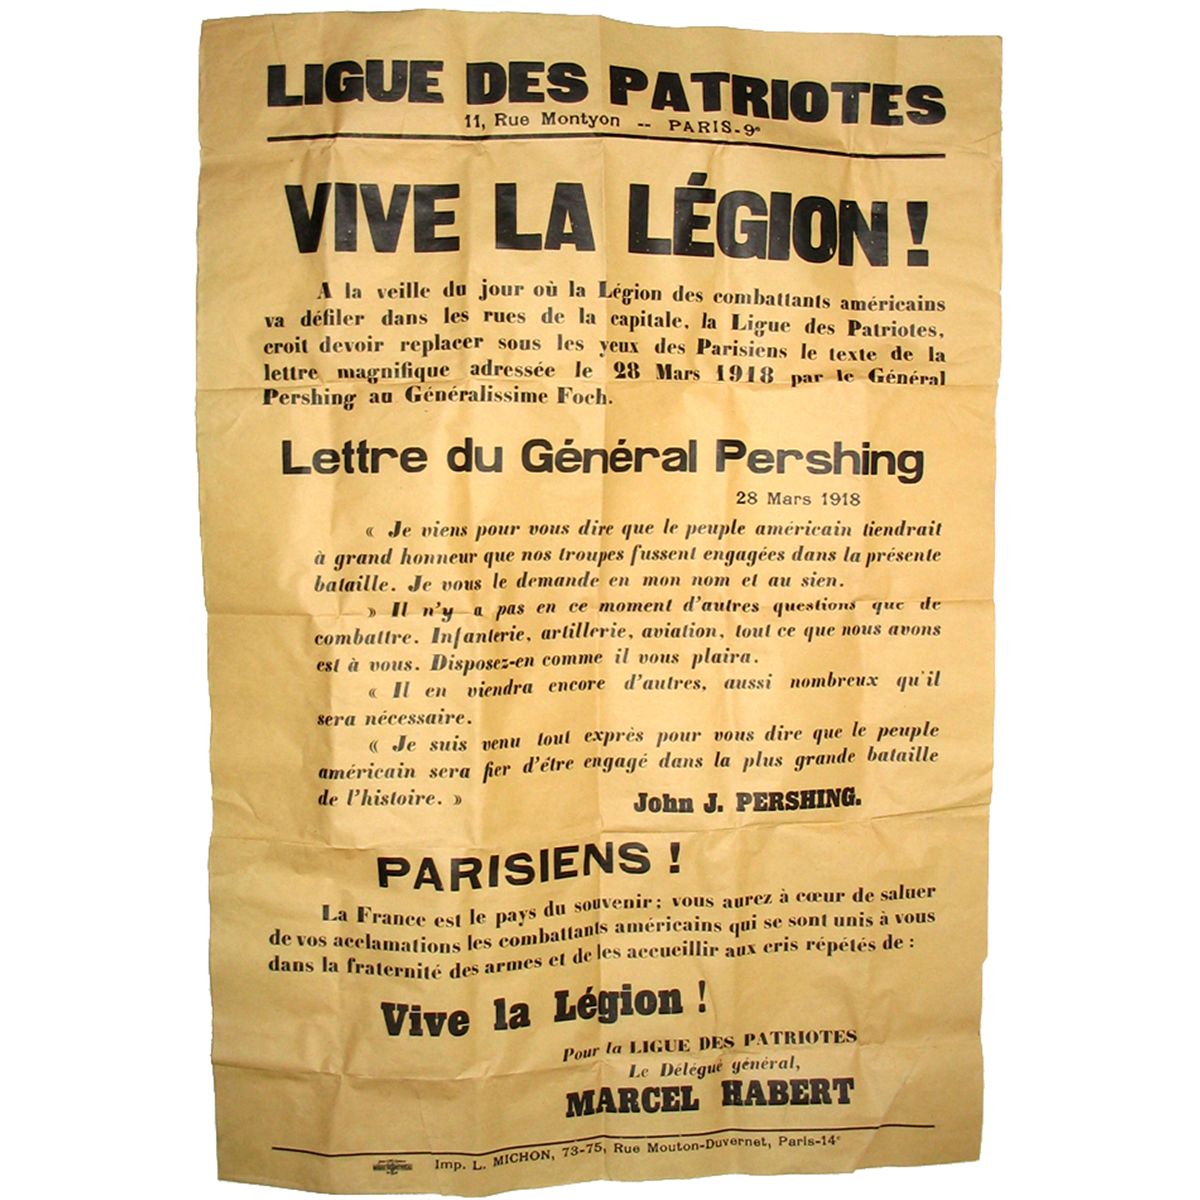 LIGUE DES PATRIOTES
11, Rue Montyon -- PARIS-9e
VIVE LA LÉGION !
A la veille du jour où la Légion des combattants américains
va défiler dans les rues de la capitale, la Ligue des Patriotes,
croit devoir replacer sous les yeux des Parisiens le texte de la
lettre magnifique adressée le 28 Mars 1918 par le Général
Pershing au Généralissime Foch.
Lettre du Général Pershing
28 Mars 1918
« Je viens pour vous dire que le peuple américain tiendrait
à grand honneur que nos troupes fussent engagées dans la présente
bataille. Je vous le demande en mon nom et au sien.
» Il n'y a pas en ce moment d'autres questions que de
combattre. Infanterie, artillerie, aviation, tout ce que nous avons
est à vous. Disposez-en comme il vous plaira.
« Il en viendra encore d'autres, aussi nombreux qu'il
sera nécessaire.
« Je suis venu tout exprès pour vous dire que le peuple
américain sera fier d'être engagé dans la plus grande bataille
de l'histoire. »
John J. PERSHING.
PARISIENS !
La France est le pays du souvenir ; vous aurez à cœur de saluer
de vos acclamations les combattants américains qui se sont unis à vous
dans la fraternité des armes et de les accueillir aux cris répétés de :
Vive la Légion !
Pour la LIGUE DES PATRIOTES
Le Délégué général,
MARCEL HABERT
Imp. L. MICHON, 73-75, Rue Mouton-Duvernet, Paris-14e